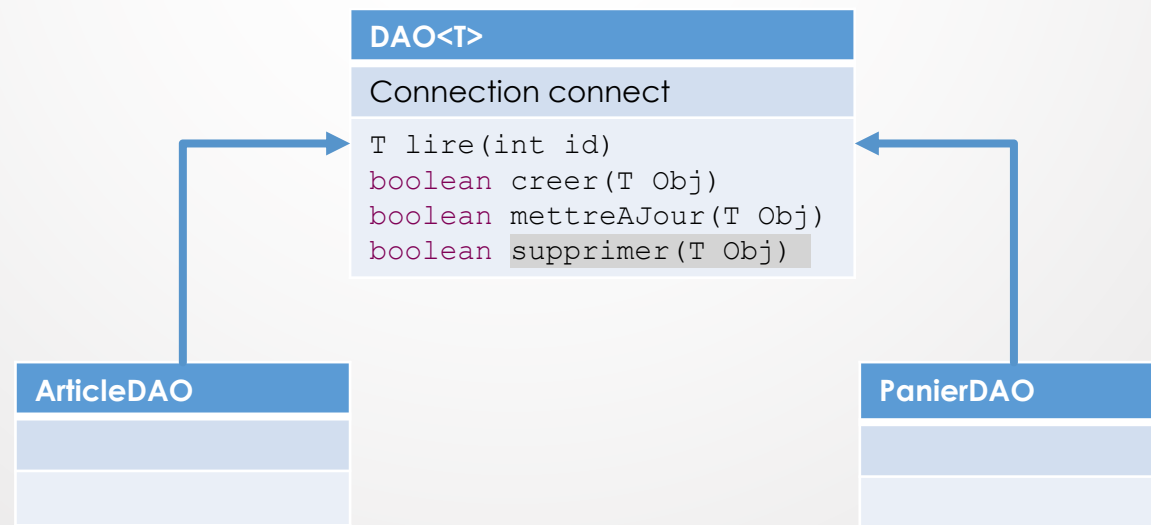 DAO<T>
Connection connect
T lire(int id)
boolean creer(T Obj)
boolean mettreAJour(T Obj)
boolean supprimer(T Obj)
ArticleDAO
PanierDAO